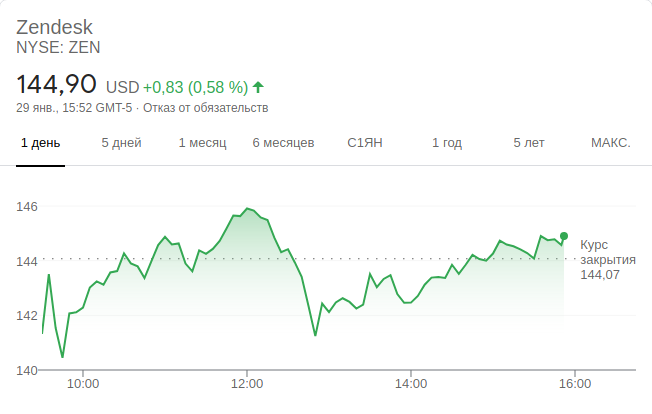 Zendesk
NYSE: ZEN
144,90 USD +0,83 (0,58 %)
29 янв., 15:52 GMT-5 · Отказ от обязательств
1 день 5 дней 1 месяц 6 месяцев С1ЯН 1 год 5 лет МАКС.
146
144
142
140
Курс
закрытия
144,07
10:00 12:00 14:00 16:00